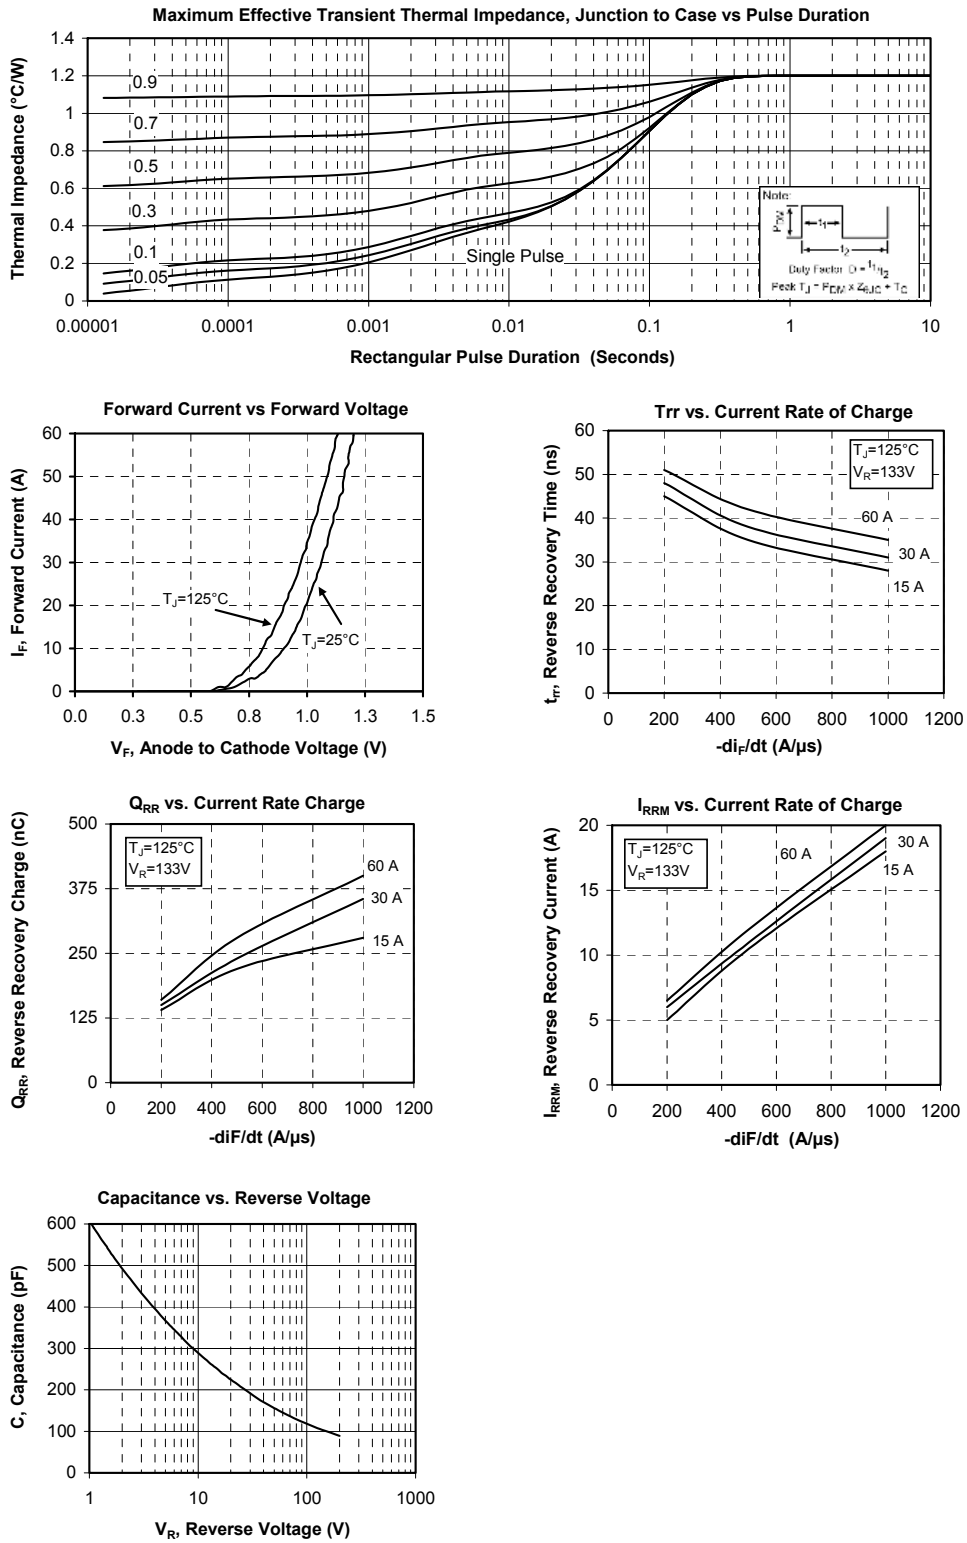 Maximum Effective Transient Thermal Impedance, Junction to Case vs Pulse Duration
Thermal Impedance (°C/W)
1.4
1.2
1
0.8
0.6
0.4
0.2
0
0.9
0.7
0.5
0.3
0.1
0.05
Single Pulse
Note:
PDM
t1
t2
Duty Factor D = t1/t2
Peak TJ = PDM x ZθJC + TC
0.00001 0.0001 0.001 0.01 0.1 1 10
Rectangular Pulse Duration (Seconds)
Forward Current vs Forward Voltage
IF, Forward Current (A)
60
50
40
30
20
10
0
TJ=125°C
TJ=25°C
0.0 0.3 0.5 0.8 1.0 1.3 1.5
VF, Anode to Cathode Voltage (V)
Trr vs. Current Rate of Charge
trr, Reverse Recovery Time (ns)
60
50
40
30
20
10
0
TJ=125°C
VR=133V
60 A
30 A
15 A
0 200 400 600 800 1000 1200
-diF/dt (A/µs)
QRR vs. Current Rate Charge
QRR, Reverse Recovery Charge (nC)
500
375
250
125
0
TJ=125°C
VR=133V
60 A
30 A
15 A
0 200 400 600 800 1000 1200
-diF/dt (A/µs)
IRRM vs. Current Rate of Charge
IRRM, Reverse Recovery Current (A)
20
15
10
5
0
TJ=125°C
VR=133V
60 A
30 A
15 A
0 200 400 600 800 1000 1200
-diF/dt (A/µs)
Capacitance vs. Reverse Voltage
C, Capacitance (pF)
600
500
400
300
200
100
0
1 10 100 1000
VR, Reverse Voltage (V)